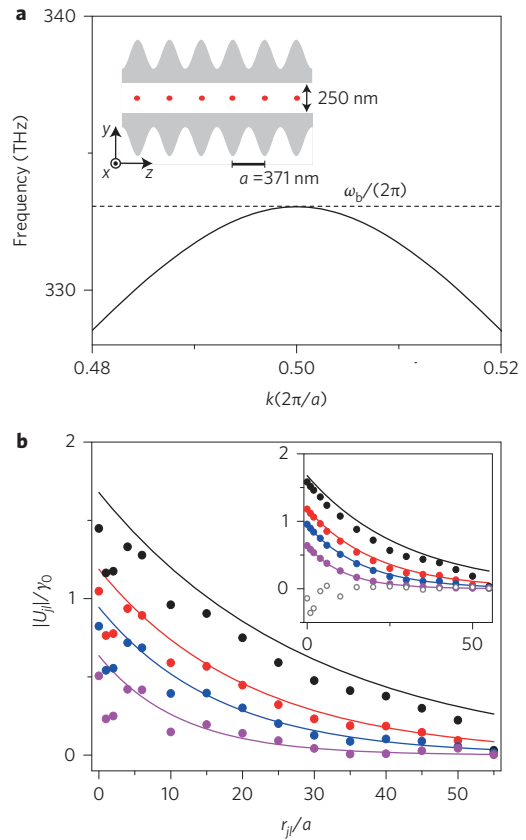 a
340
250 nm
y
x
z
a =371 nm
ω_b/(2π)
Frequency (THz)
330
0.48
0.50
0.52
k(2π/a)
b
2
2
1
0
0
50
|U_jl|/γ_0
1
0
0
10
20
30
40
50
r_jl/a